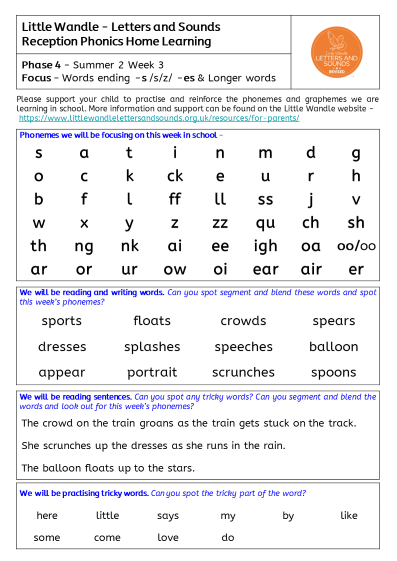 Little Wandle – Letters and Sounds
Reception Phonics Home Learning
Phase 4 – Summer 2 Week 3
Focus – Words ending –s /s/z/ –es & Longer words
LITTLE WANDLE
LETTERS AND
SOUNDS
REVISED
Please support your child to practise and reinforce the phonemes and graphemes we are
learning in school. More information and support can be found on the Little Wandle website –
https://www.littlewandlelettersandsounds.org.uk/resources/for-parents/
Phonemes we will be focusing on this week in school –
s a t i n m d g
o c k ck e u r h
b f l ff ll ss j v
w x y z zz qu ch sh
th ng nk ai ee igh oa oo/oo
ar or ur ow oi ear air er
We will be reading and writing words. Can you spot segment and blend these words and spot
this week's phonemes?
sports floats crowds spears
dresses splashes speeches balloon
appear portrait scrunches spoons
We will be reading sentences. Can you spot any tricky words? Can you segment and blend the
words and look out for this week's phonemes?
The crowd on the train groans as the train gets stuck on the track.
She scrunches up the dresses as she runs in the rain.
The balloon floats up to the stars.
We will be practising tricky words. Can you spot the tricky part of the word?
here little says my by like
some come love do